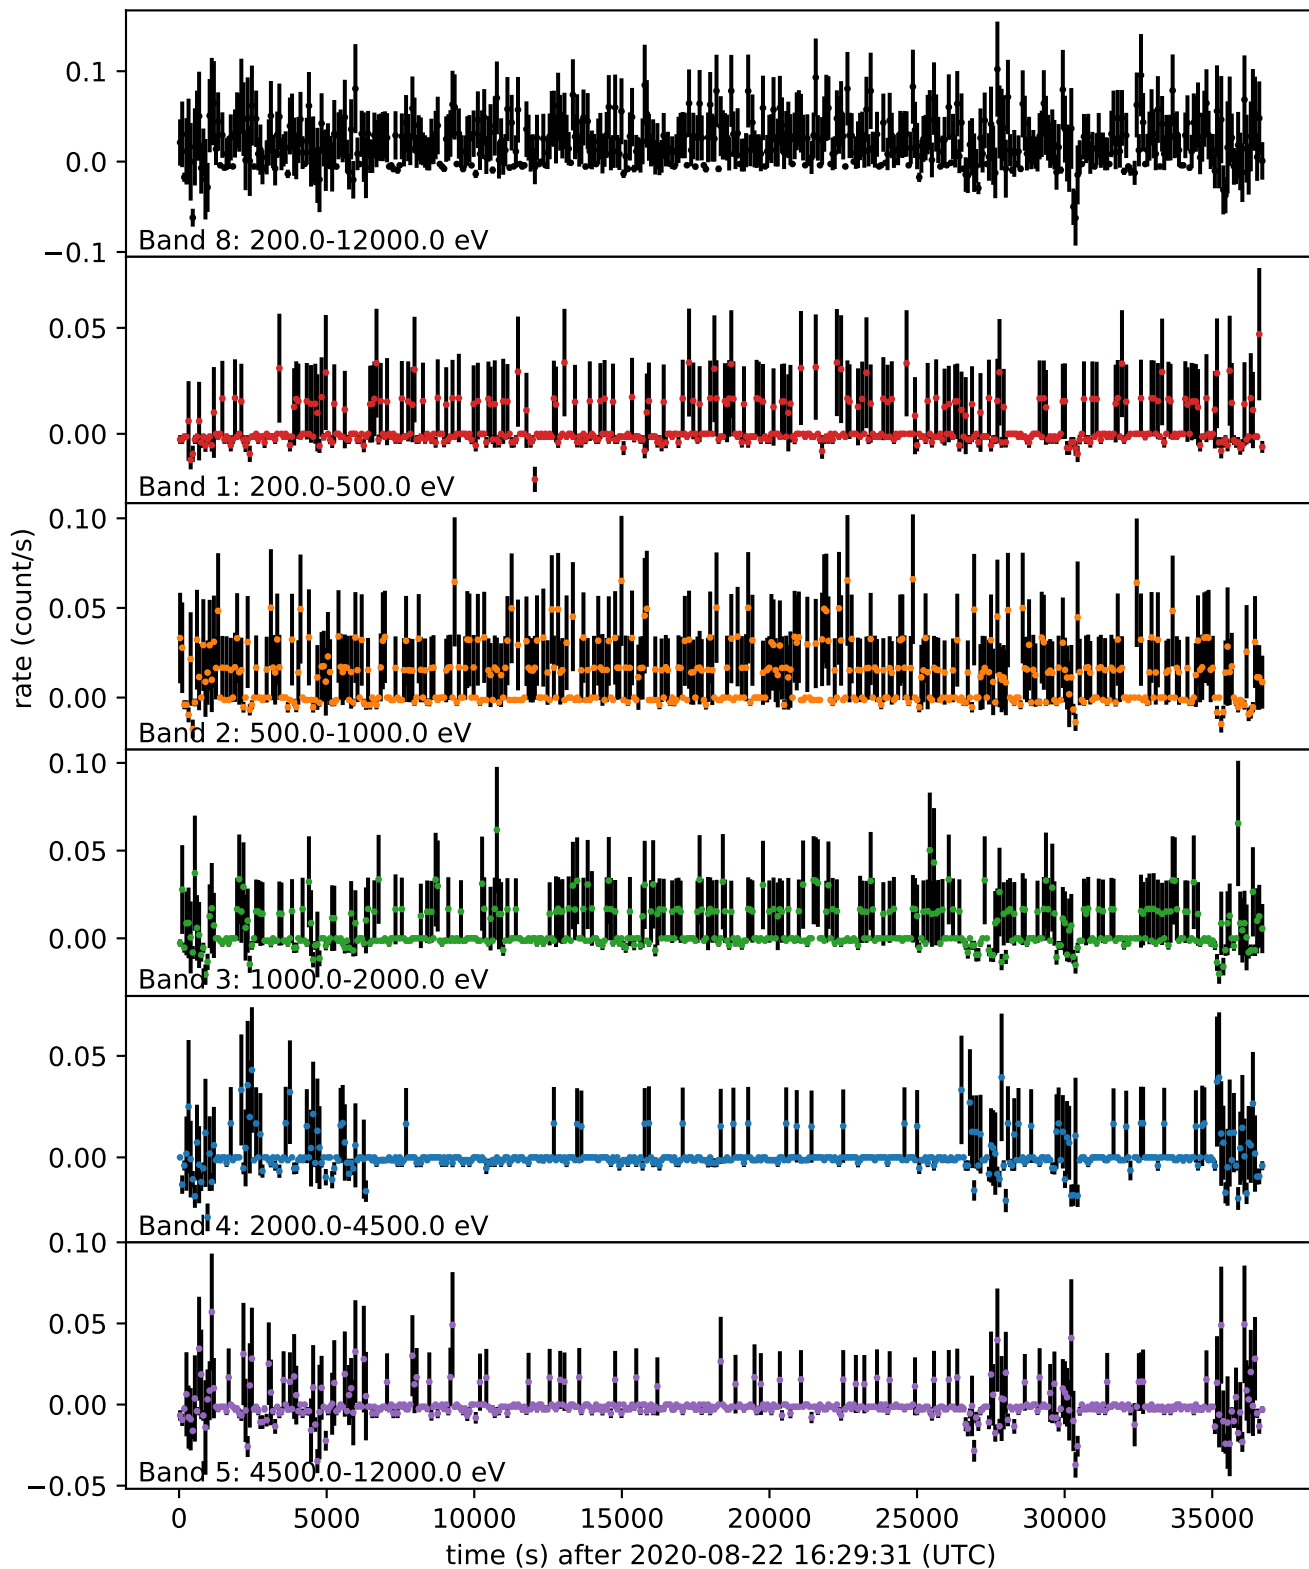 0.1
0.0
−0.1
Band 8: 200.0-12000.0 eV
0.05
0.00
Band 1: 200.0-500.0 eV
0.10
0.05
0.00
Band 2: 500.0-1000.0 eV
rate (count/s)
0.10
0.05
0.00
Band 3: 1000.0-2000.0 eV
0.05
0.00
Band 4: 2000.0-4500.0 eV
0.10
0.05
0.00
−0.05
Band 5: 4500.0-12000.0 eV
0 5000 10000 15000 20000 25000 30000 35000
time (s) after 2020-08-22 16:29:31 (UTC)